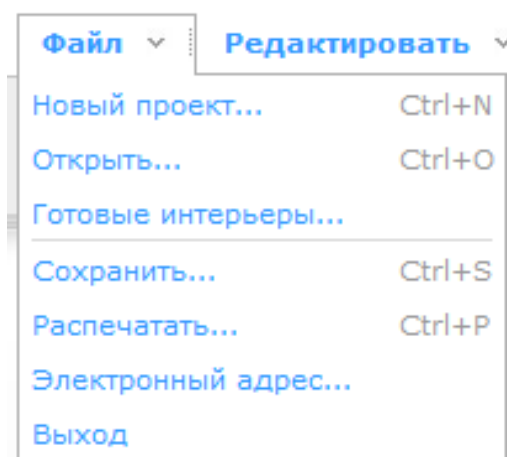 Файл Редактировать
Новый проект... Ctrl+N
Открыть... Ctrl+O
Готовые интерьеры...
Сохранить... Ctrl+S
Распечатать... Ctrl+P
Электронный адрес...
Выход